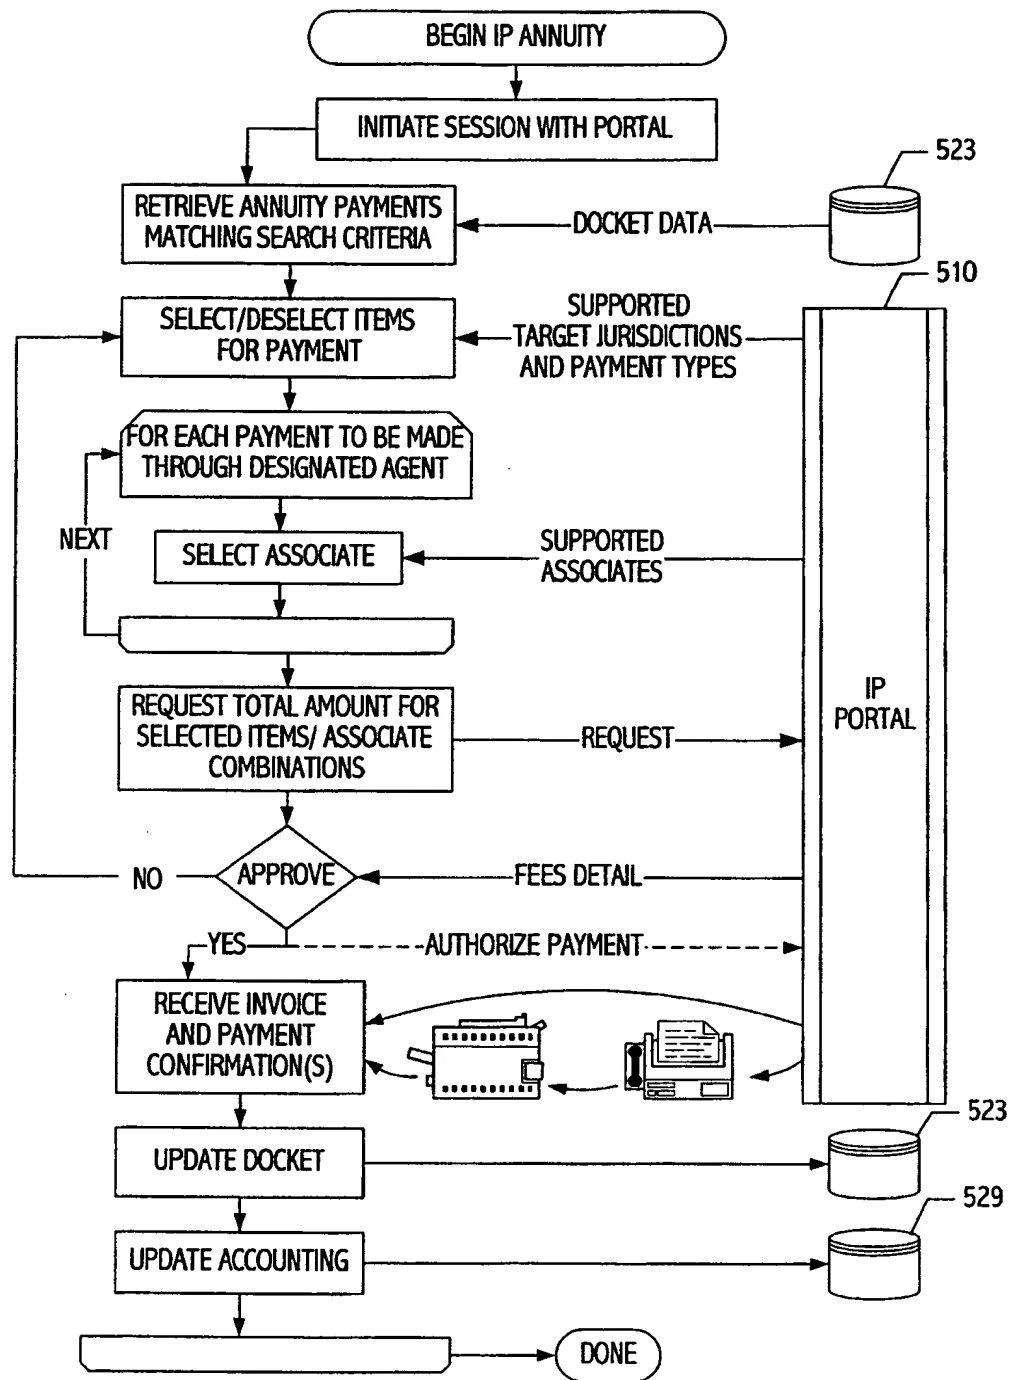 BEGIN IP ANNUITY
INITIATE SESSION WITH PORTAL
523
RETRIEVE ANNUITY PAYMENTS
MATCHING SEARCH CRITERIA
DOCKET DATA
510
SELECT/DESELECT ITEMS
FOR PAYMENT
SUPPORTED
TARGET JURISDICTIONS
AND PAYMENT TYPES
FOR EACH PAYMENT TO BE MADE
THROUGH DESIGNATED AGENT
NEXT
SELECT ASSOCIATE
SUPPORTED
ASSOCIATES
IP
PORTAL
REQUEST TOTAL AMOUNT FOR
SELECTED ITEMS/ ASSOCIATE
COMBINATIONS
REQUEST
NO
APPROVE
FEES DETAIL
YES
AUTHORIZE PAYMENT
RECEIVE INVOICE
AND PAYMENT
CONFIRMATION(S)
523
UPDATE DOCKET
529
UPDATE ACCOUNTING
DONE